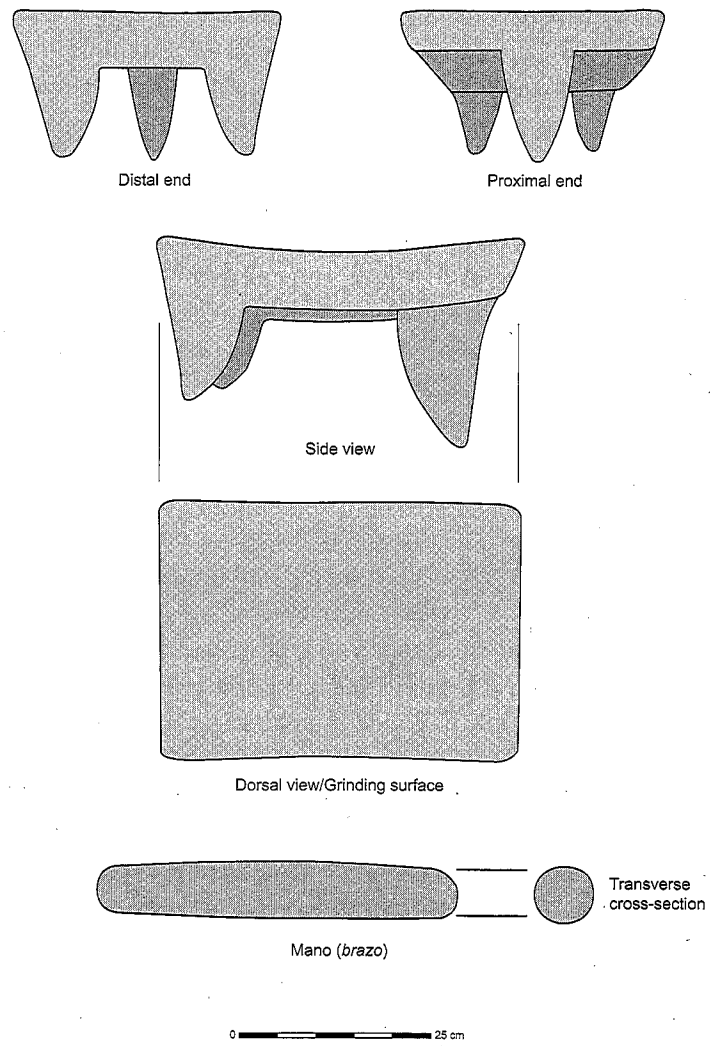 Distal end
Proximal end
Side view
Dorsal view/Grinding surface
Transverse
cross-section
Mano (brazo)
0 25 cm